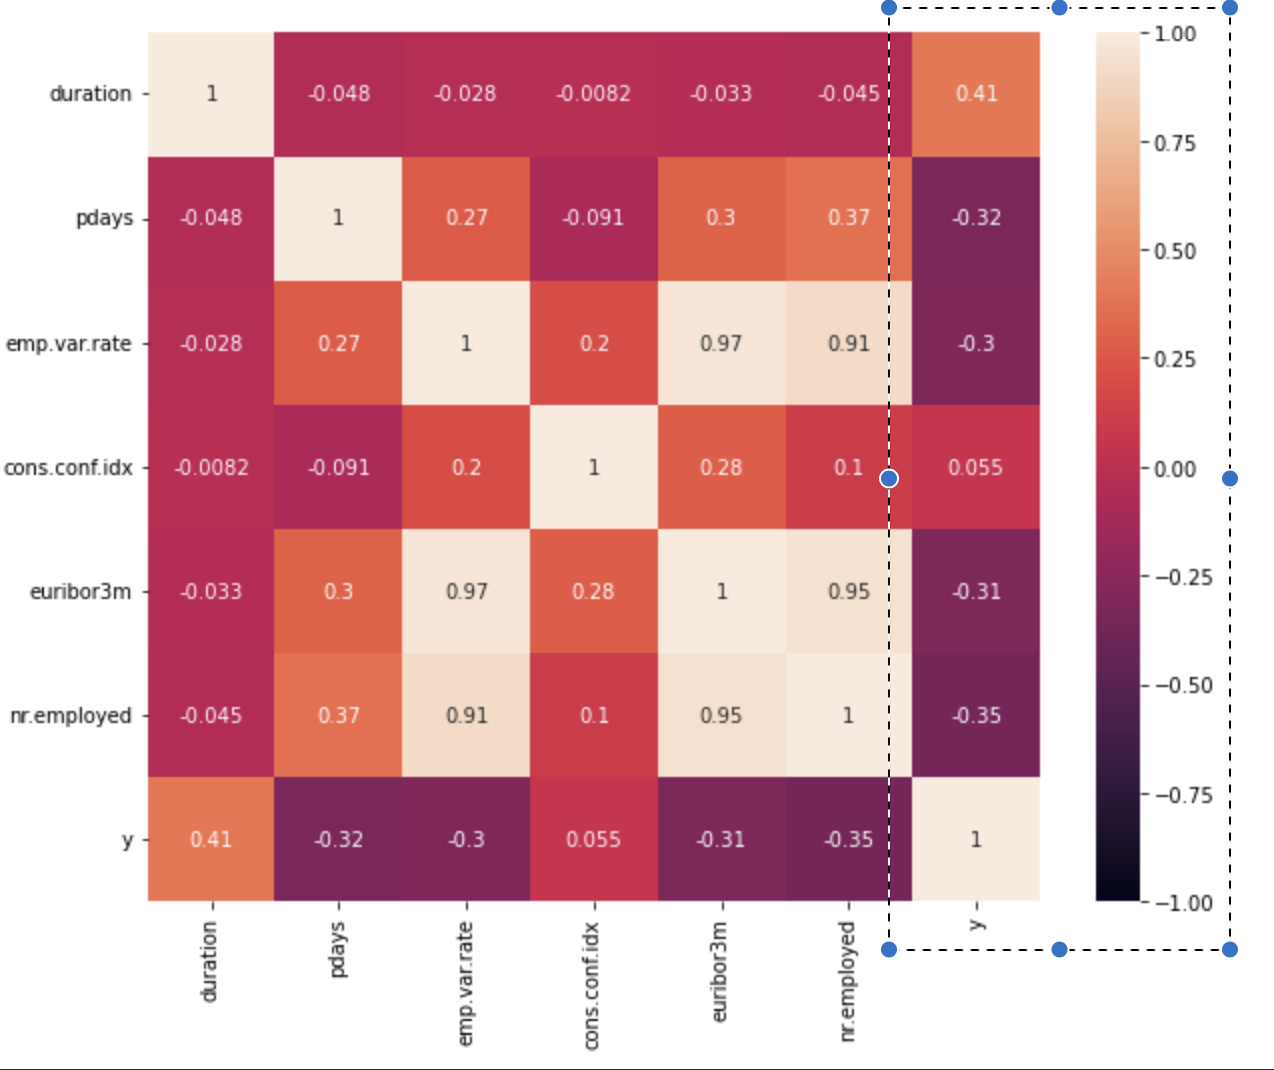 duration 1 -0.048 -0.028 -0.0082 -0.033 -0.045 0.41
pdays -0.048 1 0.27 -0.091 0.3 0.37 -0.32
emp.var.rate -0.028 0.27 1 0.2 0.97 0.91 -0.3
cons.conf.idx -0.0082 -0.091 0.2 1 0.28 0.1 0.055
euribor3m -0.033 0.3 0.97 0.28 1 0.95 -0.31
nr.employed -0.045 0.37 0.91 0.1 0.95 1 -0.35
y 0.41 -0.32 -0.3 0.055 -0.31 -0.35 1
duration pdays emp.var.rate cons.conf.idx euribor3m nr.employed y
1.00
0.75
0.50
0.25
0.00
−0.25
−0.50
−0.75
−1.00